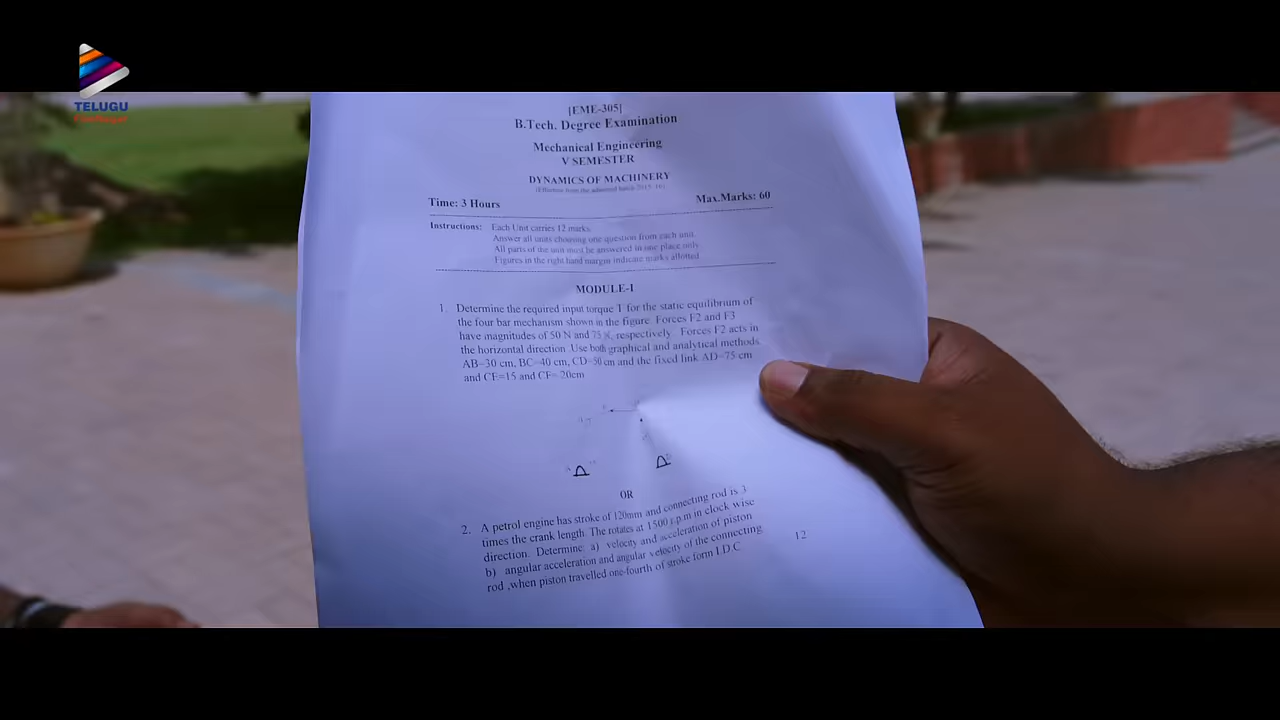 TELUGU
FilmNagar
[EME-305]
B.Tech. Degree Examination
Mechanical Engineering
V SEMESTER
DYNAMICS OF MACHINERY
(Effective from the admitted batch 2015-16)
Time: 3 Hours Max.Marks: 60
Instructions: Each Unit carries 12 marks.
Answer all units choosing one question from each unit.
All parts of the unit must be answered in one place only.
Figures in the right hand margin indicate marks allotted.
MODULE-I
1. Determine the required input torque T for the static equilibrium of
the four bar mechanism shown in the figure. Forces F2 and F3
have magnitudes of 50 N and 75 N, respectively. Forces F2 acts in
the horizontal direction. Use both graphical and analytical methods.
AB=30 cm, BC=40 cm, CD=50 cm and the fixed link AD=75 cm
and CE=15 and CF= 20cm
OR
2. A petrol engine has stroke of 120mm and connecting rod is 3
times the crank length. The rotates at 1500 r.p.m in clock wise
direction. Determine: a) velocity and acceleration of piston
b) angular acceleration and angular velocity of the connecting
rod ,when piston travelled one-fourth of stroke form I.D.C
12